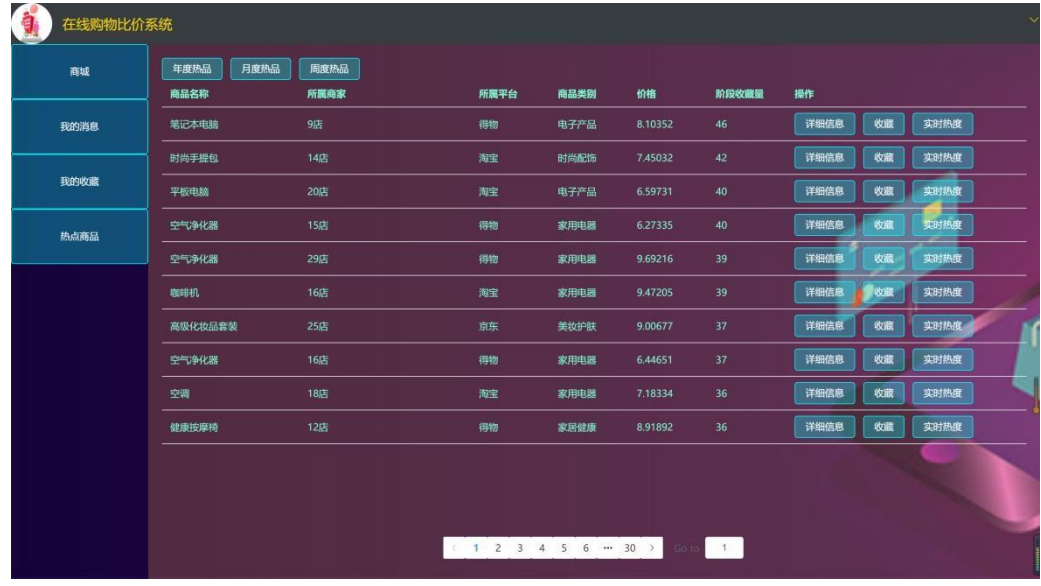 在线购物比价系统
商城
我的消息
我的收藏
热点商品
年度热品 月度热品 周度热品
商品名称 所属商家 所属平台 商品类别 价格 阶段收藏量 操作
笔记本电脑 9店 得物 电子产品 8.10352 46 详细信息 收藏 实时热度
时尚手提包 14店 淘宝 时尚配饰 7.45032 42 详细信息 收藏 实时热度
平板电脑 20店 淘宝 电子产品 6.59731 40 详细信息 收藏 实时热度
空气净化器 15店 得物 家用电器 6.27335 40 详细信息 收藏 实时热度
空气净化器 29店 得物 家用电器 9.69216 39 详细信息 收藏 实时热度
咖啡机 16店 淘宝 家用电器 9.47205 39 详细信息 收藏 实时热度
高级化妆品套装 25店 京东 美妆护肤 9.00677 37 详细信息 收藏 实时热度
空气净化器 16店 得物 家用电器 6.44651 37 详细信息 收藏 实时热度
空调 18店 淘宝 家用电器 7.18334 36 详细信息 收藏 实时热度
健康按摩椅 12店 得物 家居健康 8.91892 36 详细信息 收藏 实时热度
< 1 2 3 4 5 6 ••• 30 > Go to 1